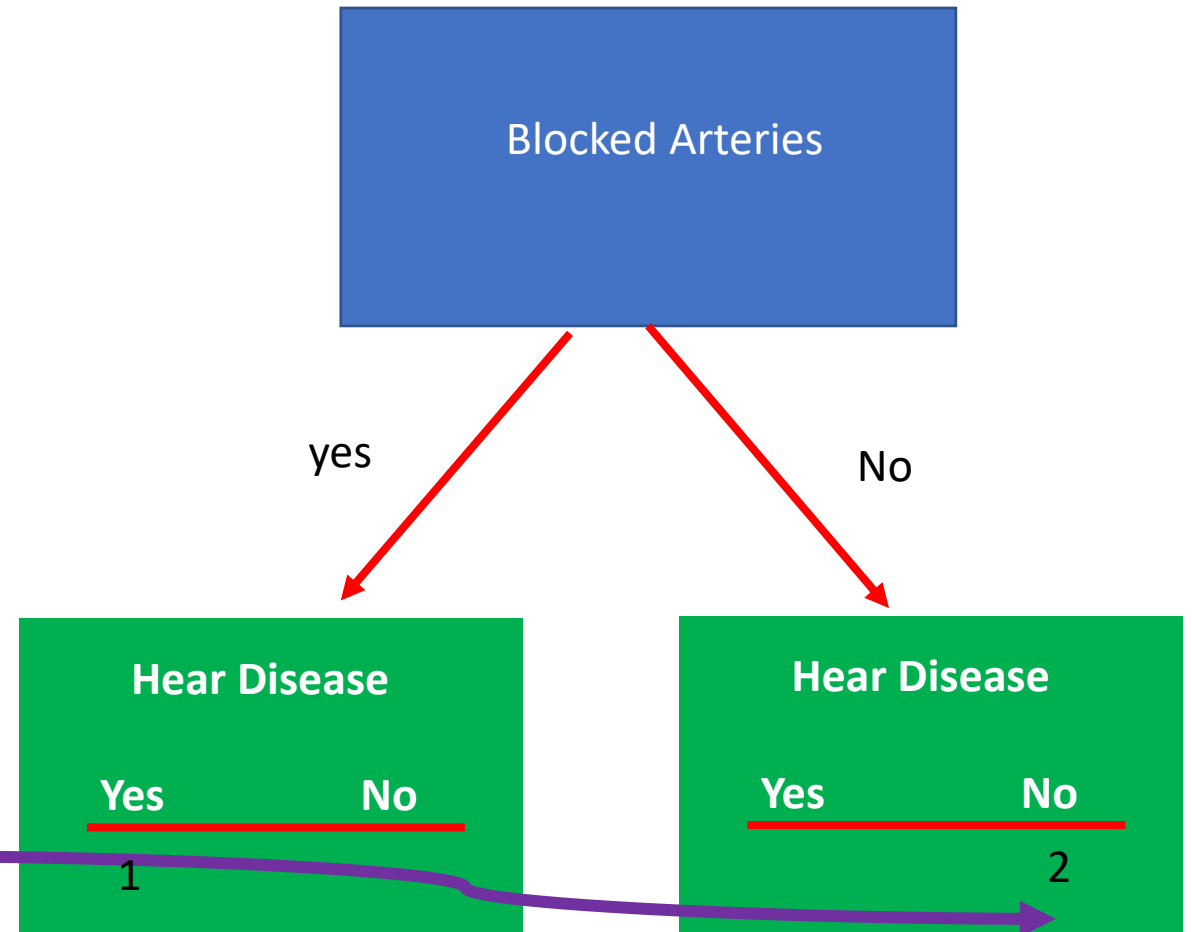 Blocked Arteries
yes
No
Hear Disease
Hear Disease
Yes No
Yes No
1
2